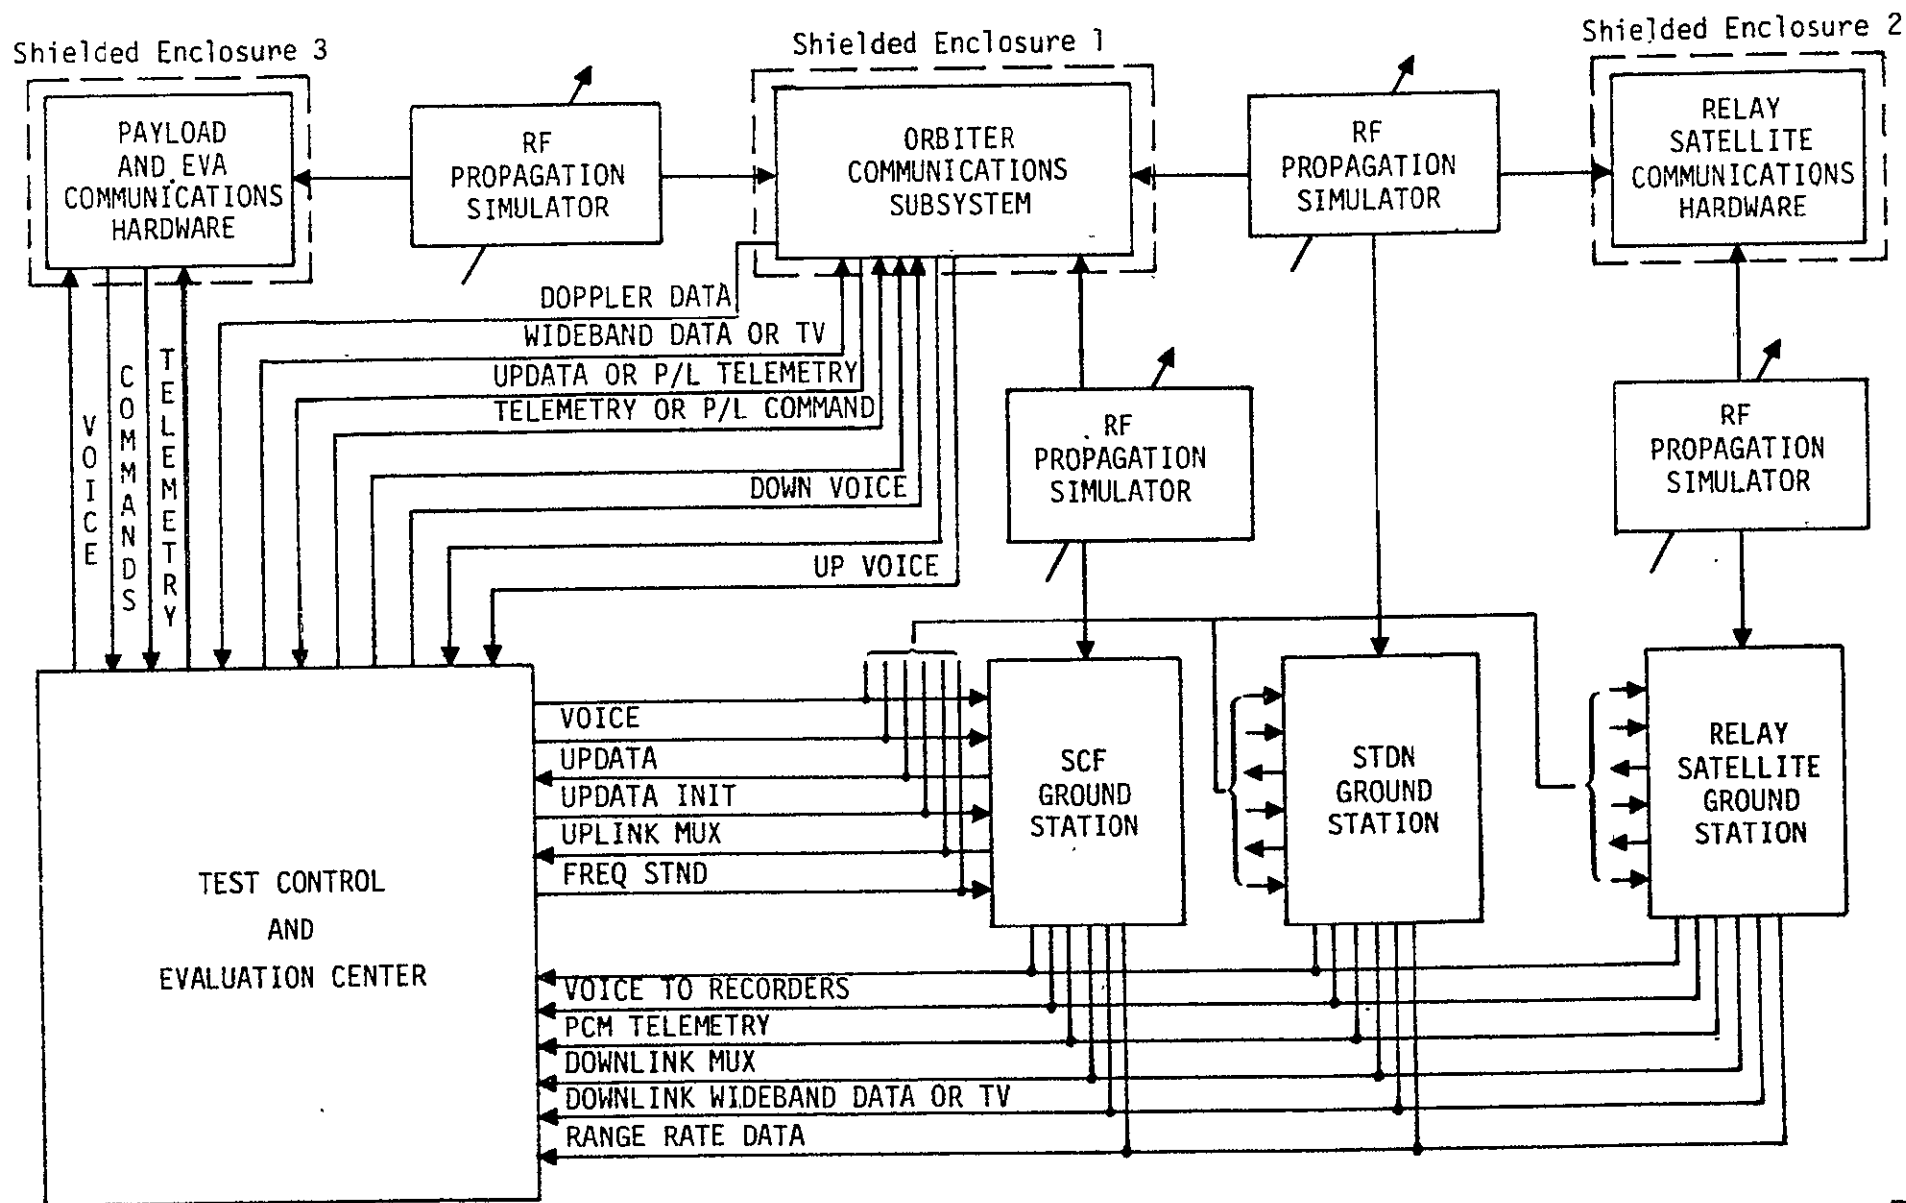 Shielded Enclosure 3
Shielded Enclosure 1
Shielded Enclosure 2
PAYLOAD
AND EVA
COMMUNICATIONS
HARDWARE
RF
PROPAGATION
SIMULATOR
ORBITER
COMMUNICATIONS
SUBSYSTEM
RF
PROPAGATION
SIMULATOR
RELAY
SATELLITE
COMMUNICATIONS
HARDWARE
DOPPLER DATA
WIDEBAND DATA OR TV
UPDATA OR P/L TELEMETRY
TELEMETRY OR P/L COMMAND
DOWN VOICE
UP VOICE
VOICE
COMMANDS
TELEMETRY
RF
PROPAGATION
SIMULATOR
RF
PROPAGATION
SIMULATOR
VOICE
UPDATA
UPDATA INIT
UPLINK MUX
FREQ STND
SCF
GROUND
STATION
STDN
GROUND
STATION
RELAY
SATELLITE
GROUND
STATION
TEST CONTROL
AND
EVALUATION CENTER
VOICE TO RECORDERS
PCM TELEMETRY
DOWNLINK MUX
DOWNLINK WIDEBAND DATA OR TV
RANGE RATE DATA